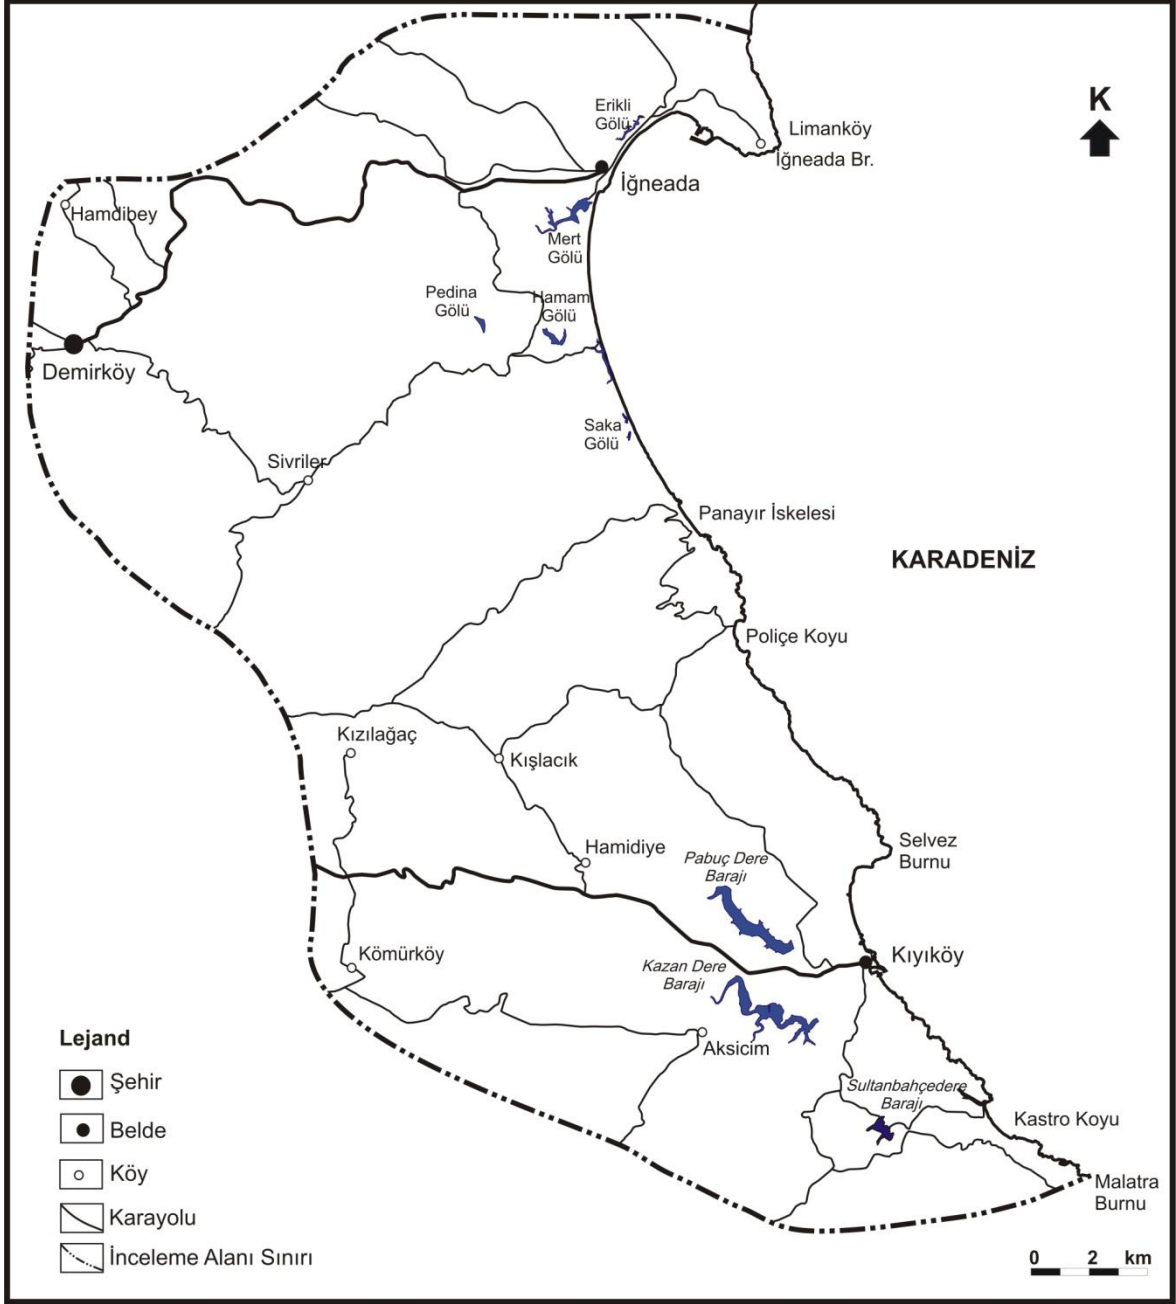 K
Erikli
Gölü
Limanköy
İğneada Br.
İğneada
Hamdibey
Mert
Gölü
Pedina
Gölü
Hamam
Gölü
Demirköy
Saka
Gölü
Sivriler
Panayır İskelesi
KARADENİZ
Poliçe Koyu
Kızılağaç
Kışlacık
Selvez
Burnu
Hamidiye
Pabuç Dere
Barajı
Kömürköy
Kıyıköy
Kazan Dere
Barajı
Aksicim
Sultanbahçedere
Barajı
Kastro Koyu
Malatra
Burnu
Lejand
Şehir
Belde
Köy
Karayolu
İnceleme Alanı Sınırı
0 2 km